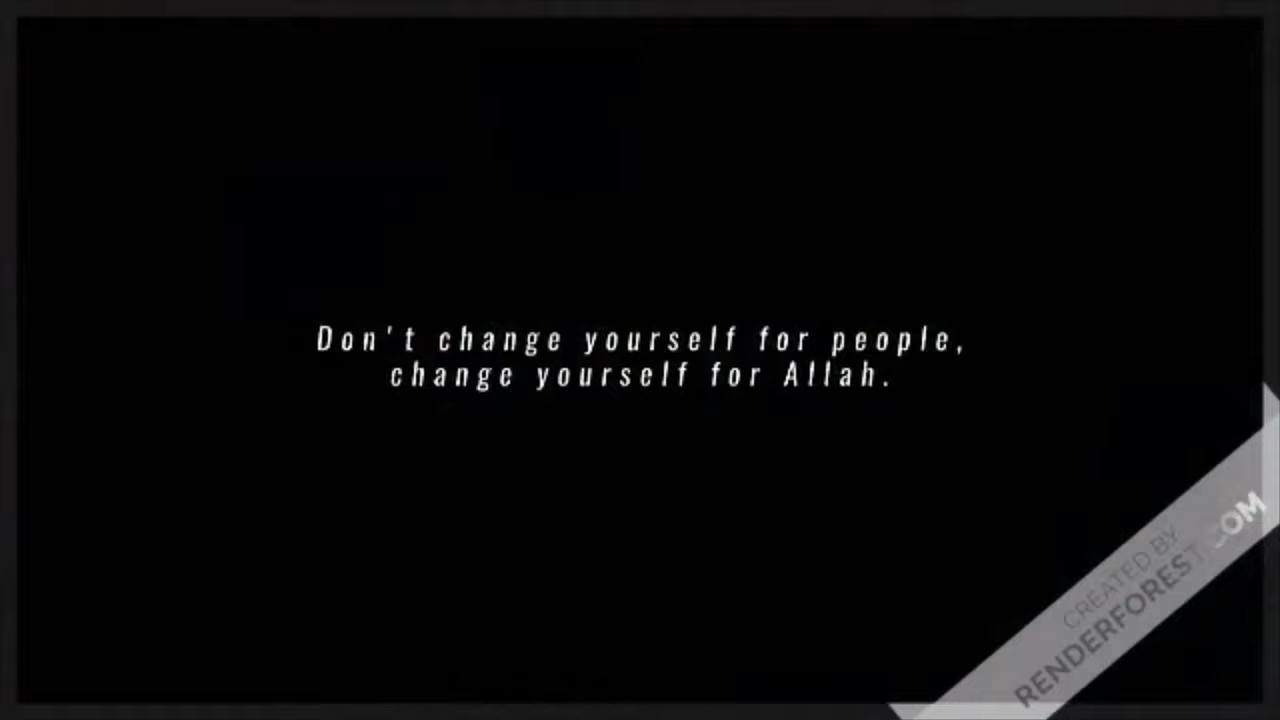 Don't change yourself for people,
change yourself for Allah.
CREATED BY
RENDERFOREST.COM